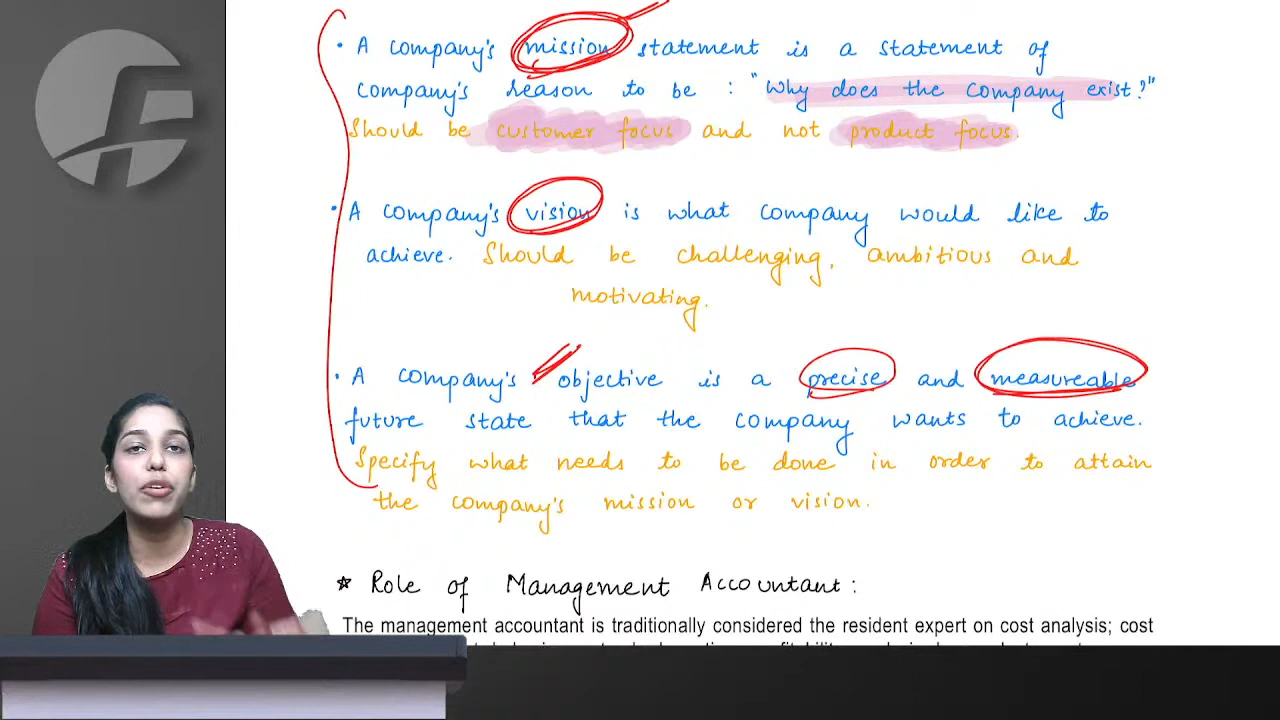 • A company's mission statement is a statement of
company's reason to be : "Why does the Company exist?"
Should be customer focus and not product focus.
• A company's vision is what company would like to
achieve. Should be challenging, ambitious and
motivating.
• A company's objective is a precise and measureable
future state that the company wants to achieve.
Specify what needs to be done in order to attain
the company's mission or vision.
* Role of Management Accountant :
The management accountant is traditionally considered the resident expert on cost analysis; cost